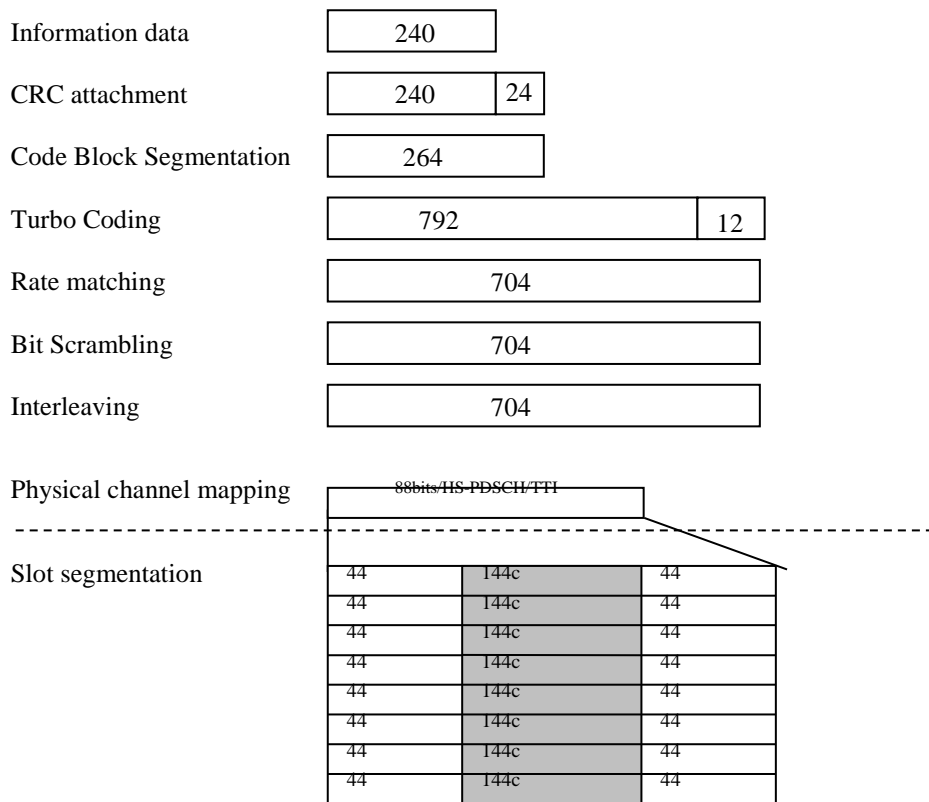 Information data 240
CRC attachment 240 24
Code Block Segmentation 264
Turbo Coding 792 12
Rate matching 704
Bit Scrambling 704
Interleaving 704
Physical channel mapping 88bits/HS-PDSCH/TTI
Slot segmentation 44 144c 44
44 144c 44
44 144c 44
44 144c 44
44 144c 44
44 144c 44
44 144c 44
44 144c 44